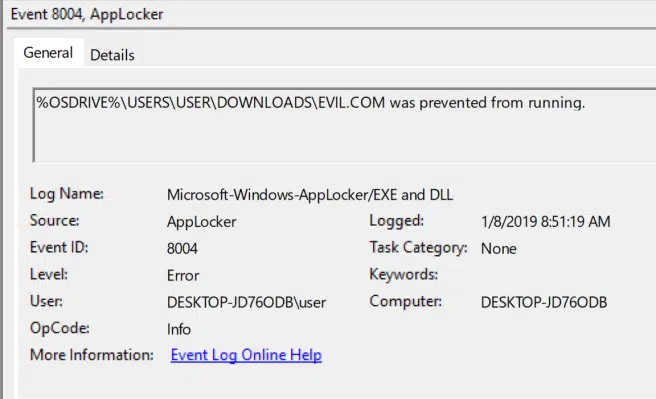 Event 8004, AppLocker
General Details
%OSDRIVE%\USERS\USER\DOWNLOADS\EVIL.COM was prevented from running.
Log Name: Microsoft-Windows-AppLocker/EXE and DLL
Source: AppLocker Logged: 1/8/2019 8:51:19 AM
Event ID: 8004 Task Category: None
Level: Error Keywords:
User: DESKTOP-JD76ODB\user Computer: DESKTOP-JD76ODB
OpCode: Info
More Information: Event Log Online Help